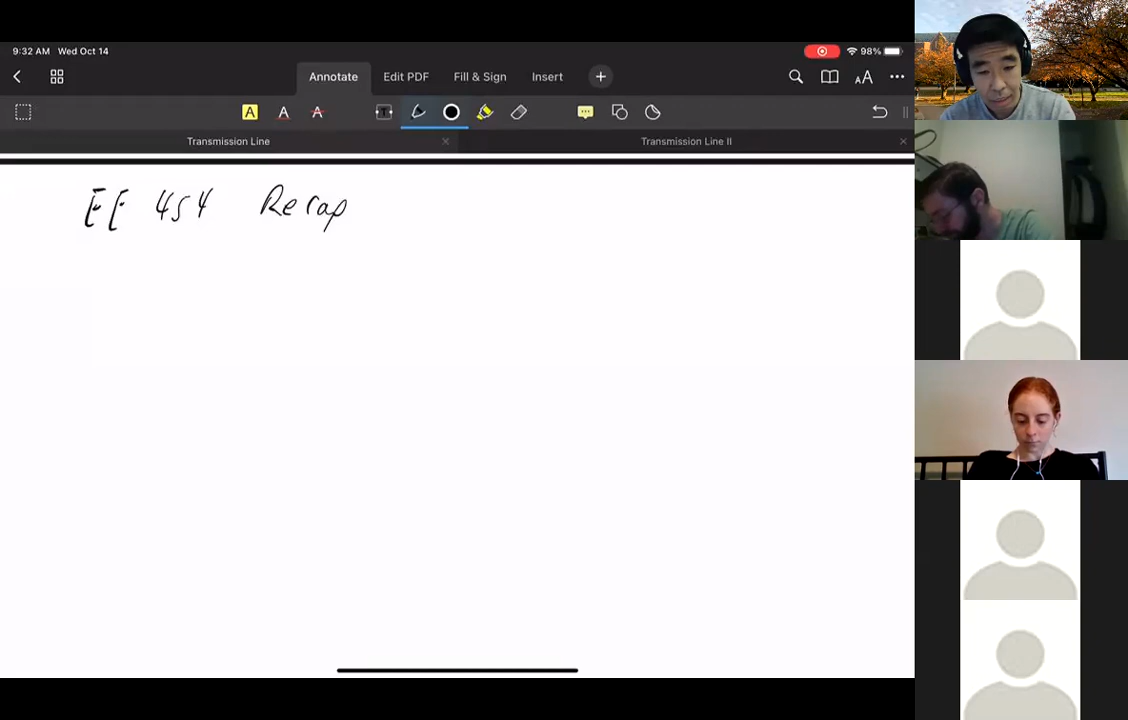 9:32 AM Wed Oct 14
98%
Annotate Edit PDF Fill & Sign Insert
AA
A A A T
Transmission Line Transmission Line II
EE 454 Recap